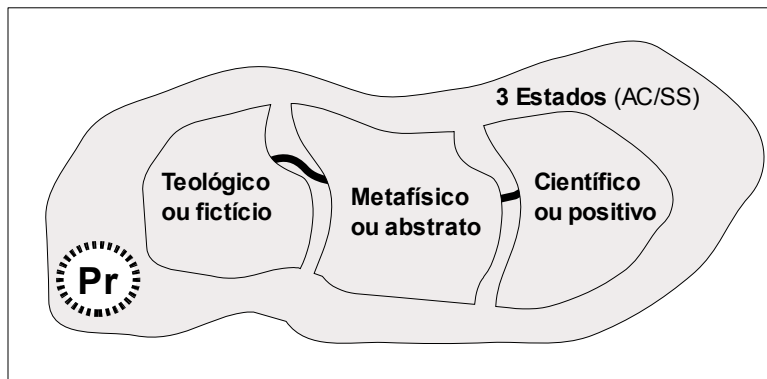 3 Estados (AC/SS)
Teológico
ou fictício
Metafísico
ou abstrato
Científico
ou positivo
Pr